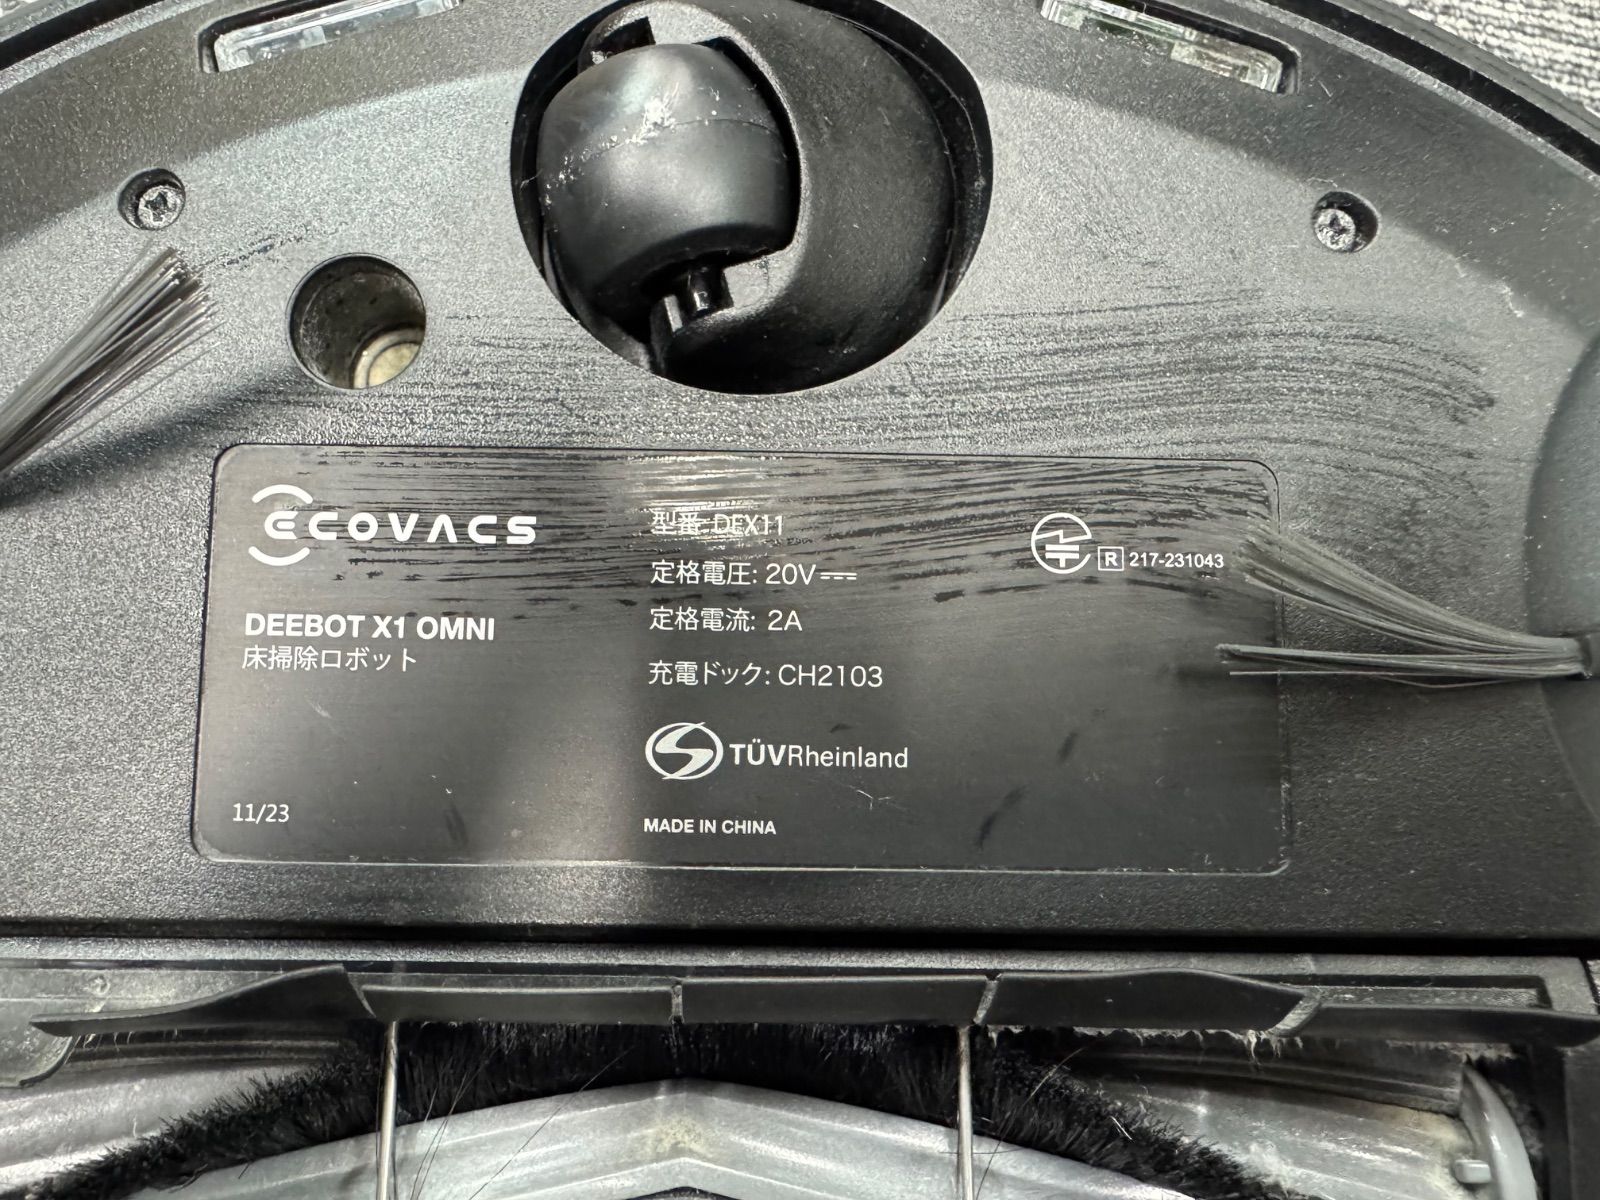 ECOVACS
DEEBOT X1 OMNI
床掃除ロボット
11/23
型番: DEX11
定格電圧: 20V
定格電流: 2A
充電ドック: CH2103
TÜVRheinland
MADE IN CHINA
R 217-231043